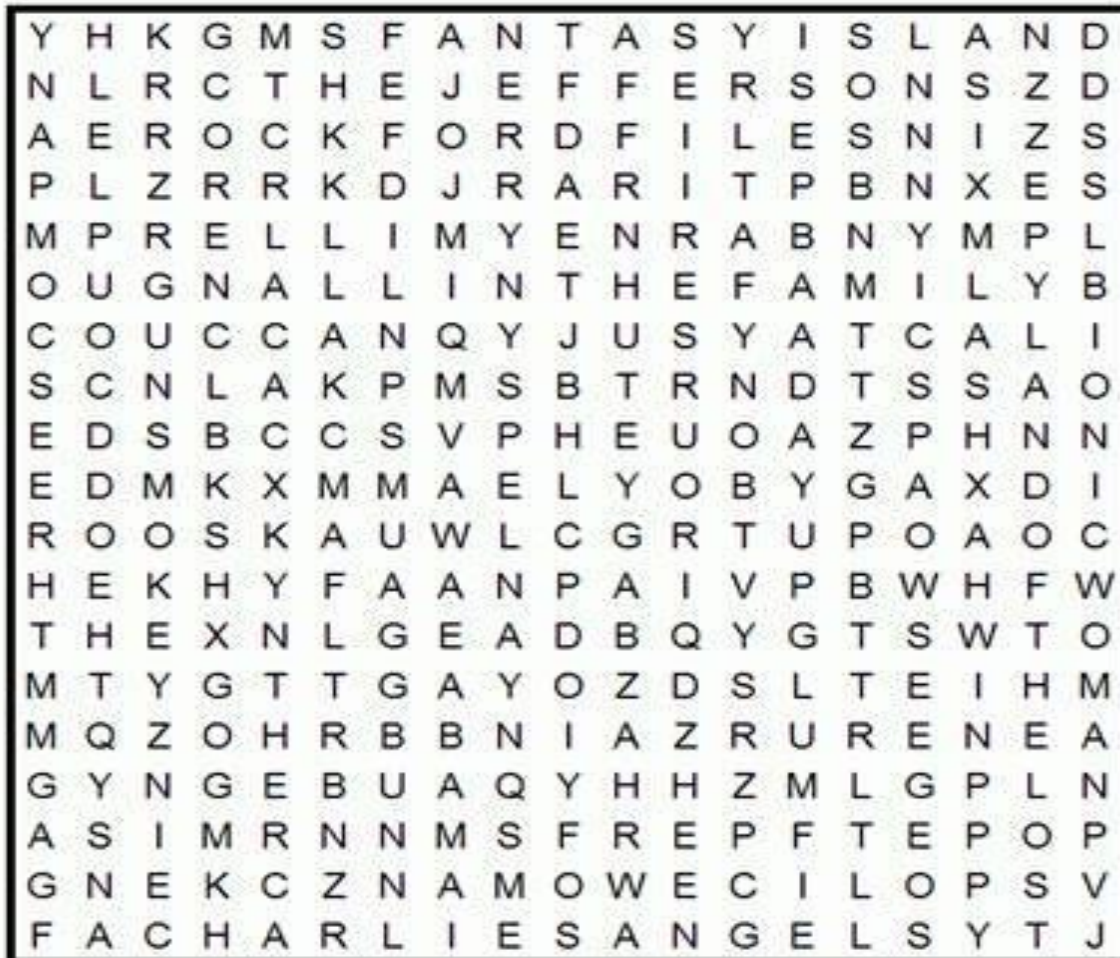 Y H K G M S F A N T A S Y I S L A N D
N L R C T H E J E F F E R S O N S Z D
A E R O C K F O R D F I L E S N I Z S
P L Z R R K D J R A R I T P B N X E S
M P R E L L I M Y E N R A B N Y M P L
O U G N A L L I N T H E F A M I L Y B
C O U C C A N Q Y J U S Y A T C A L I
S C N L A K P M S B T R N D T S S A O
E D S B C C S V P H E U O A Z P H N N
E D M K X M M A E L Y O B Y G A X D I
R O O S K A U W L C G R T U P O A O C
H E K H Y F A A N P A I V P B W H F W
T H E X N L G E A D B Q Y G T S W T O
M T Y G T T G A Y O Z D S L T E I H M
M Q Z O H R B B N I A Z R U R E N E A
G Y N G E B U A Q Y H H Z M L G P L N
A S I M R N N M S F R E P F T E P O P
G N E K C Z N A M O W E C I L O P S V
F A C H A R L I E S A N G E L S Y T J